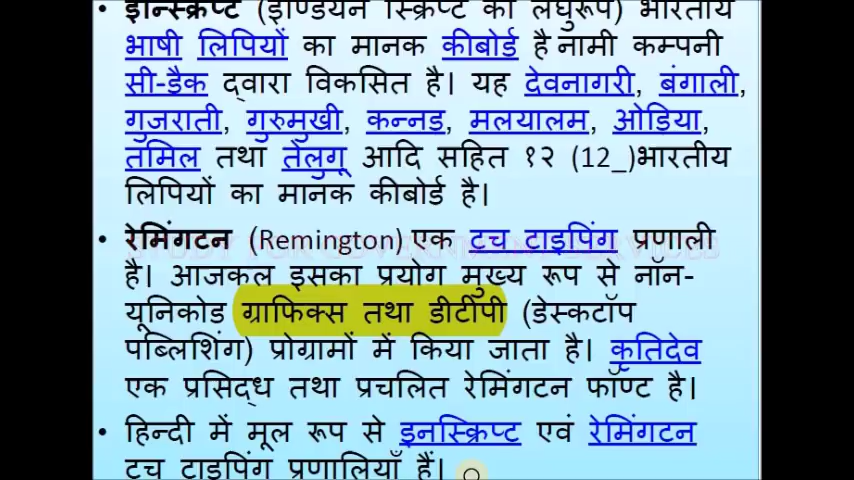 • इन्स्क्रिप्ट (इण्डियन स्क्रिप्ट का लघुरूप) भारतीय
भाषी लिपियों का मानक कीबोर्ड है नामी कम्पनी
सी-डैक द्वारा विकसित है। यह देवनागरी, बंगाली,
गुजराती, गुरुमुखी, कन्नड, मलयालम, ओडिया,
तमिल तथा तेलुगू आदि सहित १२ (12_)भारतीय
लिपियों का मानक कीबोर्ड है।
• रेमिंगटन (Remington) एक टच टाइपिंग प्रणाली
है। आजकल इसका प्रयोग मुख्य रूप से नॉन-
यूनिकोड ग्राफिक्स तथा डीटीपी (डेस्कटॉप
पब्लिशिंग) प्रोग्रामों में किया जाता है। कृतिदेव
एक प्रसिद्ध तथा प्रचलित रेमिंगटन फॉण्ट है।
• हिन्दी में मूल रूप से इनस्क्रिप्ट एवं रेमिंगटन
टच टाइपिंग प्रणालियाँ हैं।